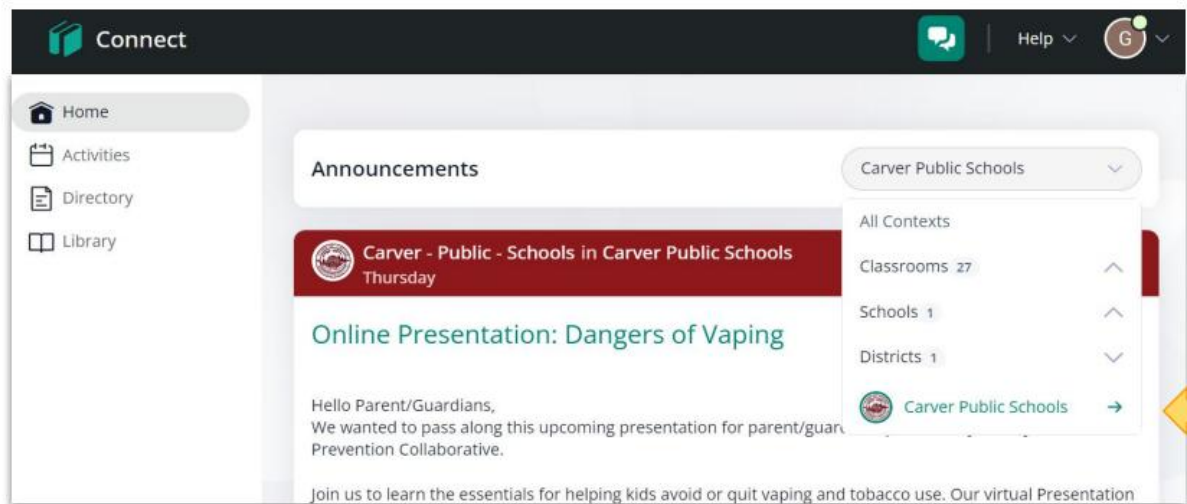 Connect
Help
G
Home
Activities
Directory
Library
Announcements
Carver Public Schools
All Contexts
Classrooms 27
Schools 1
Districts 1
Carver Public Schools
Carver - Public - Schools in Carver Public Schools
Thursday
Online Presentation: Dangers of Vaping
Hello Parent/Guardians,
We wanted to pass along this upcoming presentation for parent/guar
Prevention Collaborative.
Join us to learn the essentials for helping kids avoid or quit vaping and tobacco use. Our virtual Presentation